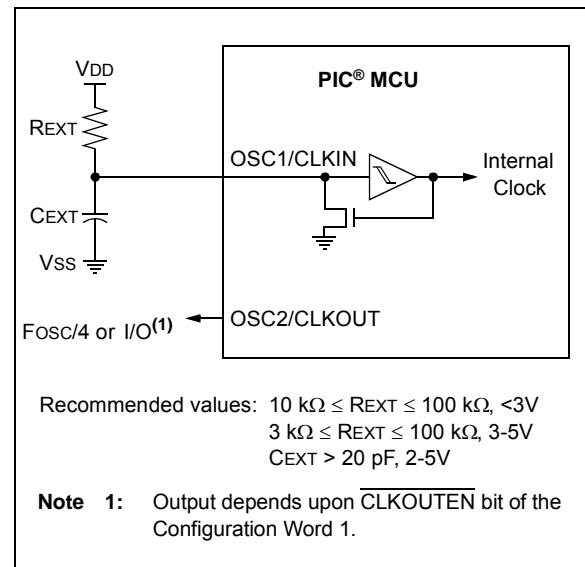 VDD
PIC® MCU
REXT
OSC1/CLKIN
Internal
Clock
CEXT
VSS
OSC2/CLKOUT
FOSC/4 or I/O(1)
Recommended values: 10 kΩ ≤ REXT ≤ 100 kΩ, <3V
3 kΩ ≤ REXT ≤ 100 kΩ, 3-5V
CEXT > 20 pF, 2-5V
Note 1: Output depends upon CLKOUTEN bit of the
Configuration Word 1.